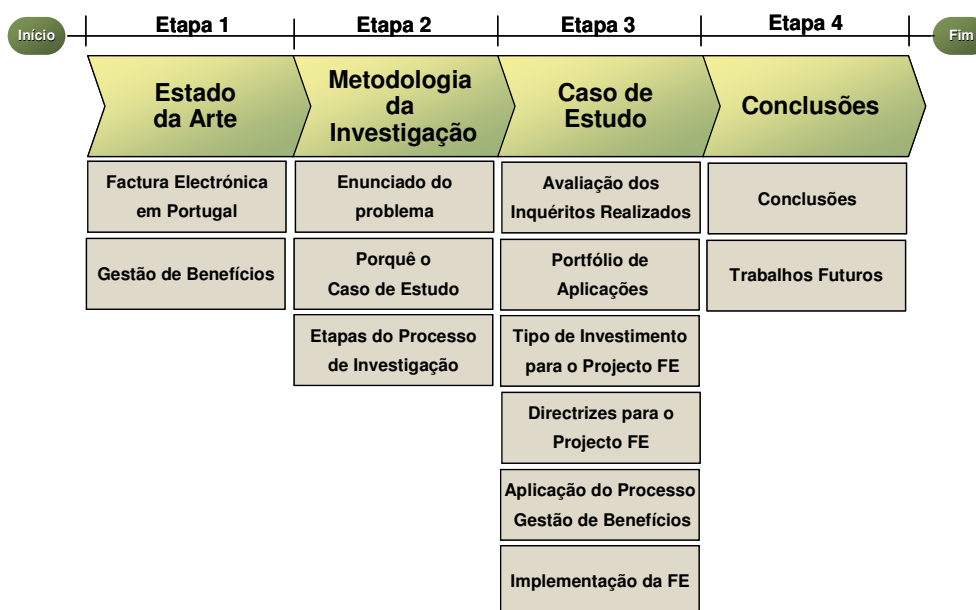 Início
Etapa 1
Etapa 2
Etapa 3
Etapa 4
Fim
Estado
da Arte
Metodologia
da
Investigação
Caso de
Estudo
Conclusões
Factura Electrónica
em Portugal
Gestão de Benefícios
Enunciado do
problema
Porquê o
Caso de Estudo
Etapas do Processo
de Investigação
Avaliação dos
Inquéritos Realizados
Portfólio de
Aplicações
Tipo de Investimento
para o Projecto FE
Directrizes para o
Projecto FE
Aplicação do Processo
Gestão de Benefícios
Implementação da FE
Conclusões
Trabalhos Futuros